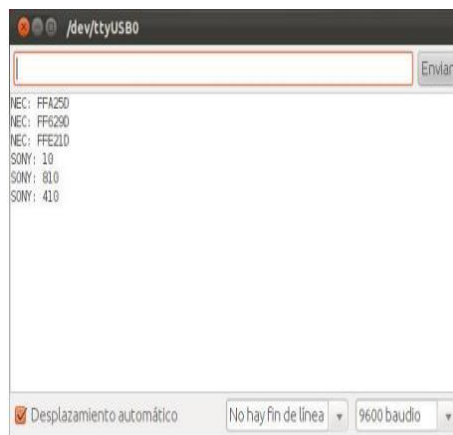 /dev/ttyUSB0
Enviar
NEC: FFA25D
NEC: FF629D
NEC: FFE21D
SONY: 10
SONY: 810
SONY: 410
Desplazamiento automático
No hay fin de línea
9600 baudio